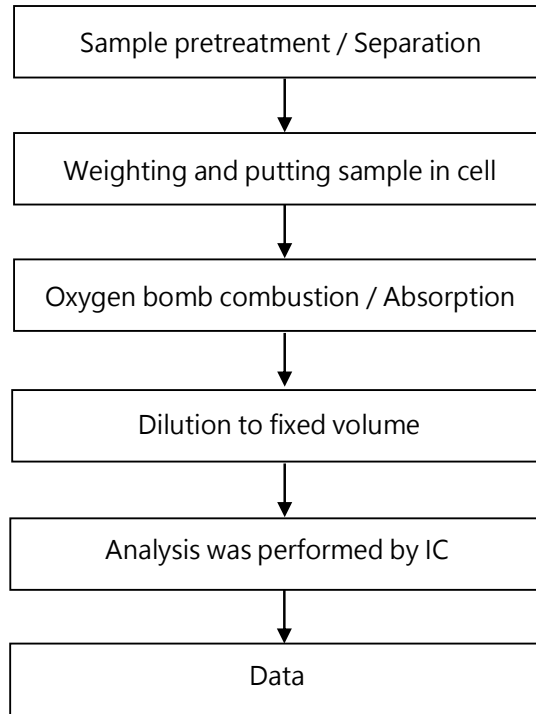 Sample pretreatment / Separation
Weighting and putting sample in cell
Oxygen bomb combustion / Absorption
Dilution to fixed volume
Analysis was performed by IC
Data